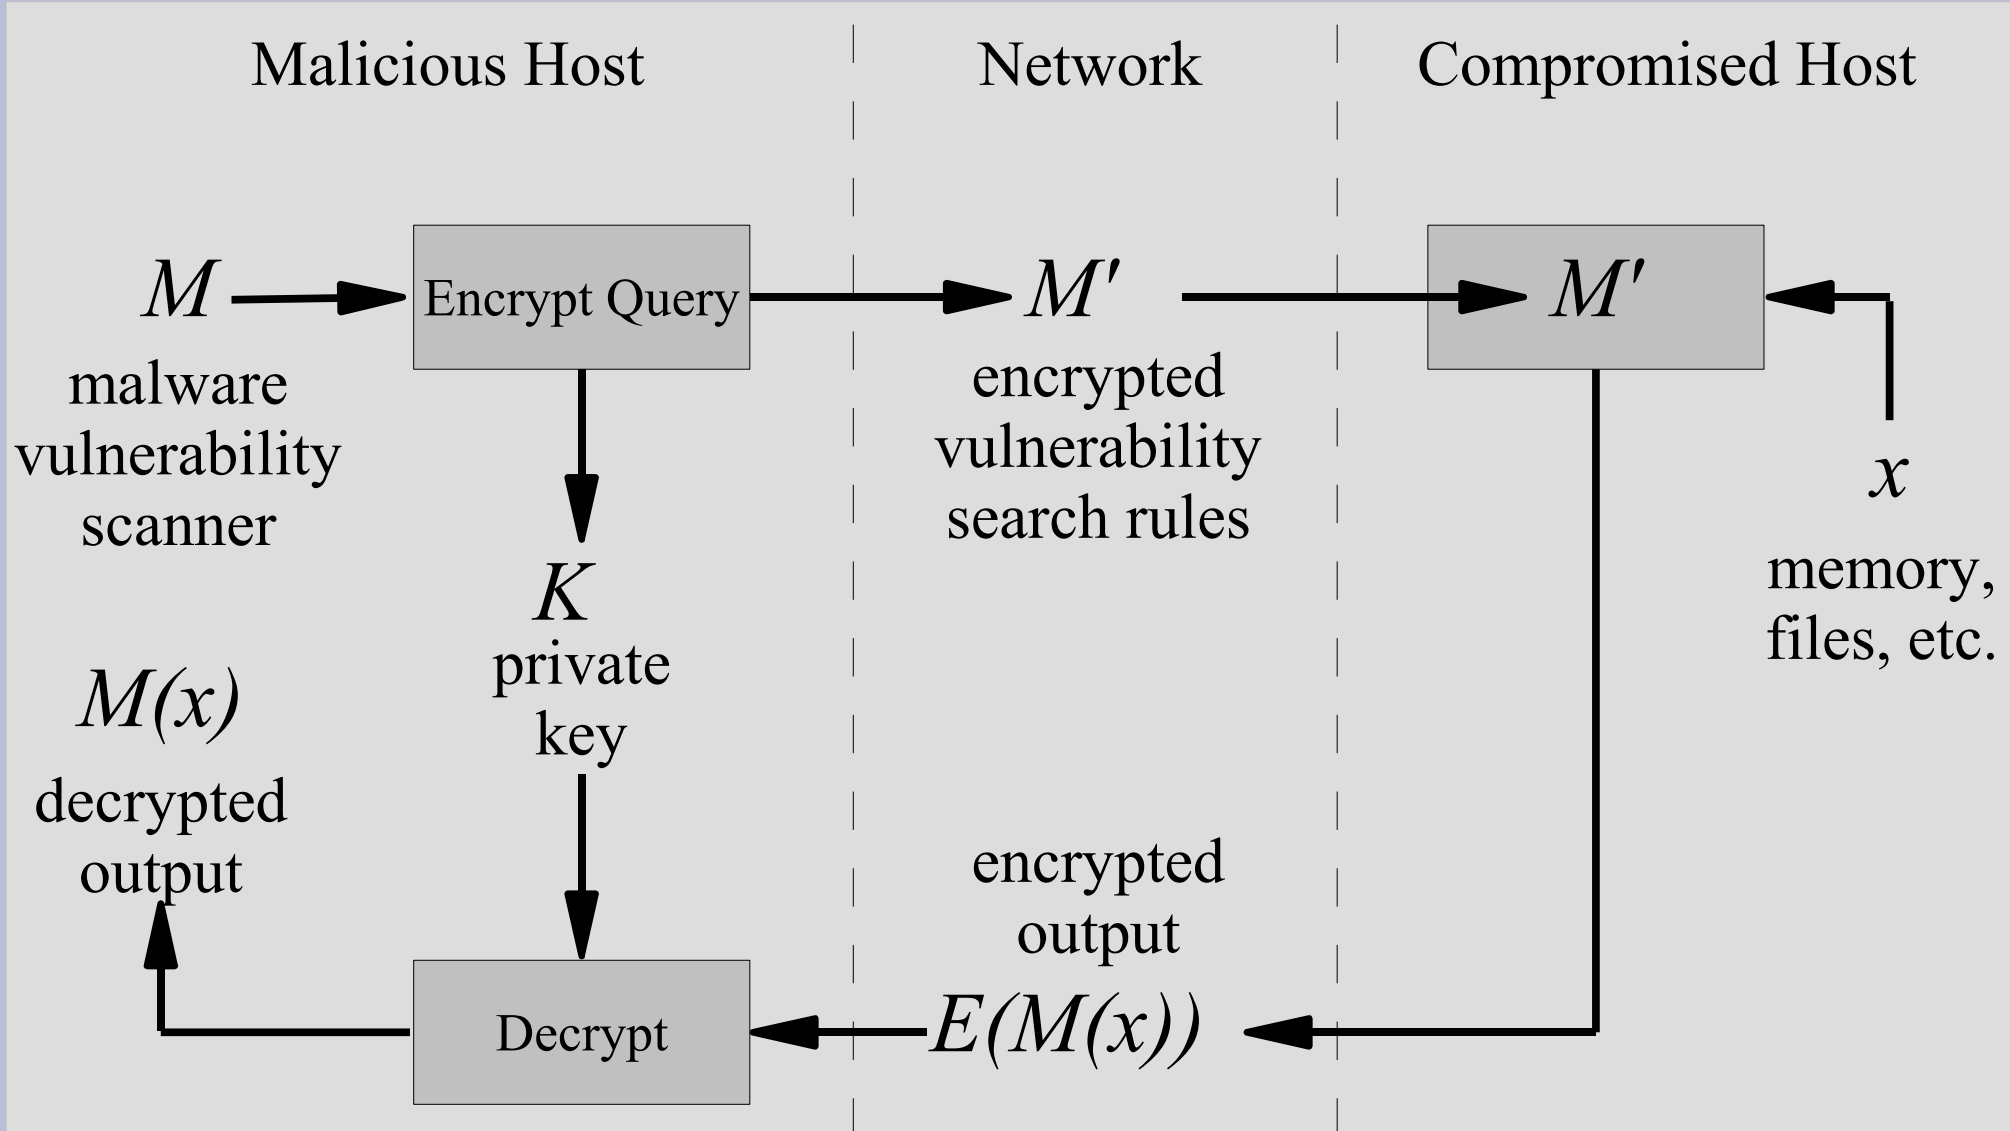 Malicious Host
Network
Compromised Host
M
Encrypt Query
M'
M'
malware
vulnerability
scanner
encrypted
vulnerability
search rules
x
memory,
files, etc.
K
private
key
M(x)
decrypted
output
encrypted
output
Decrypt
E(M(x))